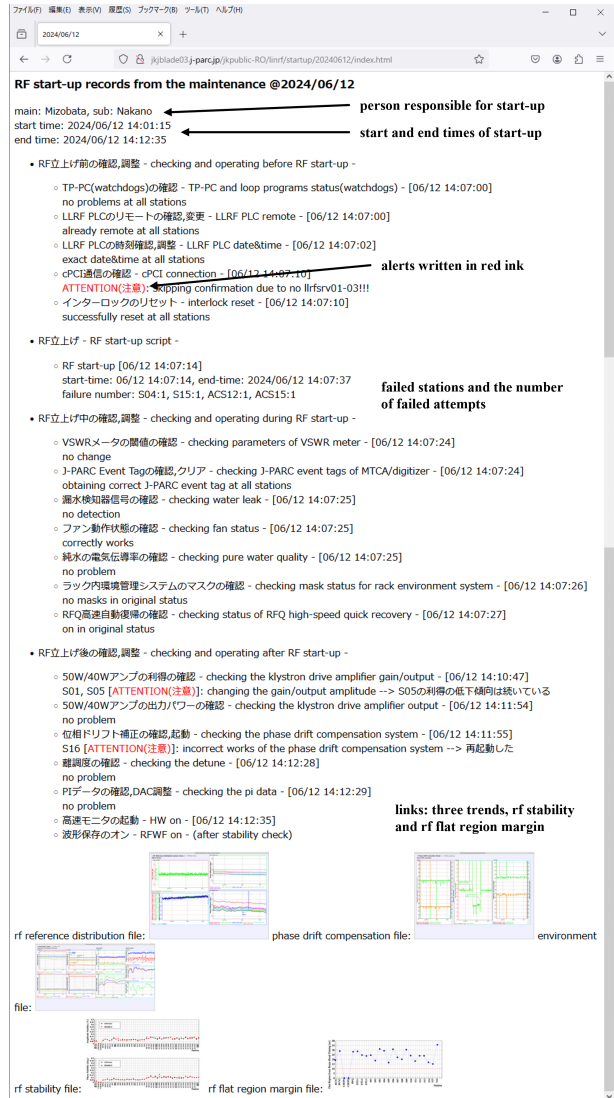 ファイル(F) 編集(E) 表示(V) 履歴(S) ブックマーク(B) ツール(T) ヘルプ(H)
2024/06/12
jkjblade03.j-parc.jp/jkpublic-RO/linrf/startup/20240612/index.html
RF start-up records from the maintenance @2024/06/12
main: Mizobata, sub: Nakano
person responsible for start-up
start time: 2024/06/12 14:01:15
start and end times of start-up
end time: 2024/06/12 14:12:35
• RF立上げ前の確認,調整 - checking and operating before RF start-up -
◦ TP-PC(watchdogs)の確認 - TP-PC and loop programs status(watchdogs) - [06/12 14:07:00]
no problems at all stations
◦ LLRF PLCのリモートの確認,変更 - LLRF PLC remote - [06/12 14:07:00]
already remote at all stations
◦ LLRF PLCの時刻確認,調整 - LLRF PLC date&time - [06/12 14:07:02]
exact date&time at all stations
◦ cPCI通信の確認 - cPCI connection - [06/12 14:07:10]
alerts written in red ink
ATTENTION(注意): skipping confirmation due to no llrfsrv01-03!!!
◦ インターロックのリセット - interlock reset - [06/12 14:07:10]
successfully reset at all stations
• RF立上げ - RF start-up script -
◦ RF start-up [06/12 14:07:14]
start-time: 06/12 14:07:14, end-time: 2024/06/12 14:07:37
failure number: S04:1, S15:1, ACS12:1, ACS15:1
failed stations and the number
of failed attempts
• RF立上げ中の確認,調整 - checking and operating during RF start-up -
◦ VSWRメータの閾値の確認 - checking parameters of VSWR meter - [06/12 14:07:24]
no change
◦ J-PARC Event Tagの確認,クリア - checking J-PARC event tags of MTCA/digitizer - [06/12 14:07:24]
obtaining correct J-PARC event tag at all stations
◦ 漏水検知器信号の確認 - checking water leak - [06/12 14:07:25]
no detection
◦ ファン動作状態の確認 - checking fan status - [06/12 14:07:25]
correctly works
◦ 純水の電気伝導率の確認 - checking pure water quality - [06/12 14:07:25]
no problem
◦ ラック内環境管理システムのマスクの確認 - checking mask status for rack environment system - [06/12 14:07:26]
no masks in original status
◦ RFQ高速自動復帰の確認 - checking status of RFQ high-speed quick recovery - [06/12 14:07:27]
on in original status
• RF立上げ後の確認,調整 - checking and operating after RF start-up -
◦ 50W/40Wアンプの利得の確認 - checking the klystron drive amplifier gain/output - [06/12 14:10:47]
S01, S05 [ATTENTION(注意)]: changing the gain/output amplitude --> S05の利得の低下傾向は続いている
◦ 50W/40Wアンプの出力パワーの確認 - checking the klystron drive amplifier output - [06/12 14:11:54]
no problem
◦ 位相ドリフト補正の確認,起動 - checking the phase drift compensation system - [06/12 14:11:55]
S16 [ATTENTION(注意)]: incorrect works of the phase drift compensation system --> 再起動した
◦ 離調度の確認 - checking the detune - [06/12 14:12:28]
no problem
◦ PIデータの確認,DAC調整 - checking the pi data - [06/12 14:12:29]
no problem
◦ 高速モニタの起動 - HW on - [06/12 14:12:35]
◦ 波形保存のオン - RFWF on - (after stability check)
links: three trends, rf stability
and rf flat region margin
rf reference distribution file:
phase drift compensation file:
environment
file:
rf stability file:
rf flat region margin file: